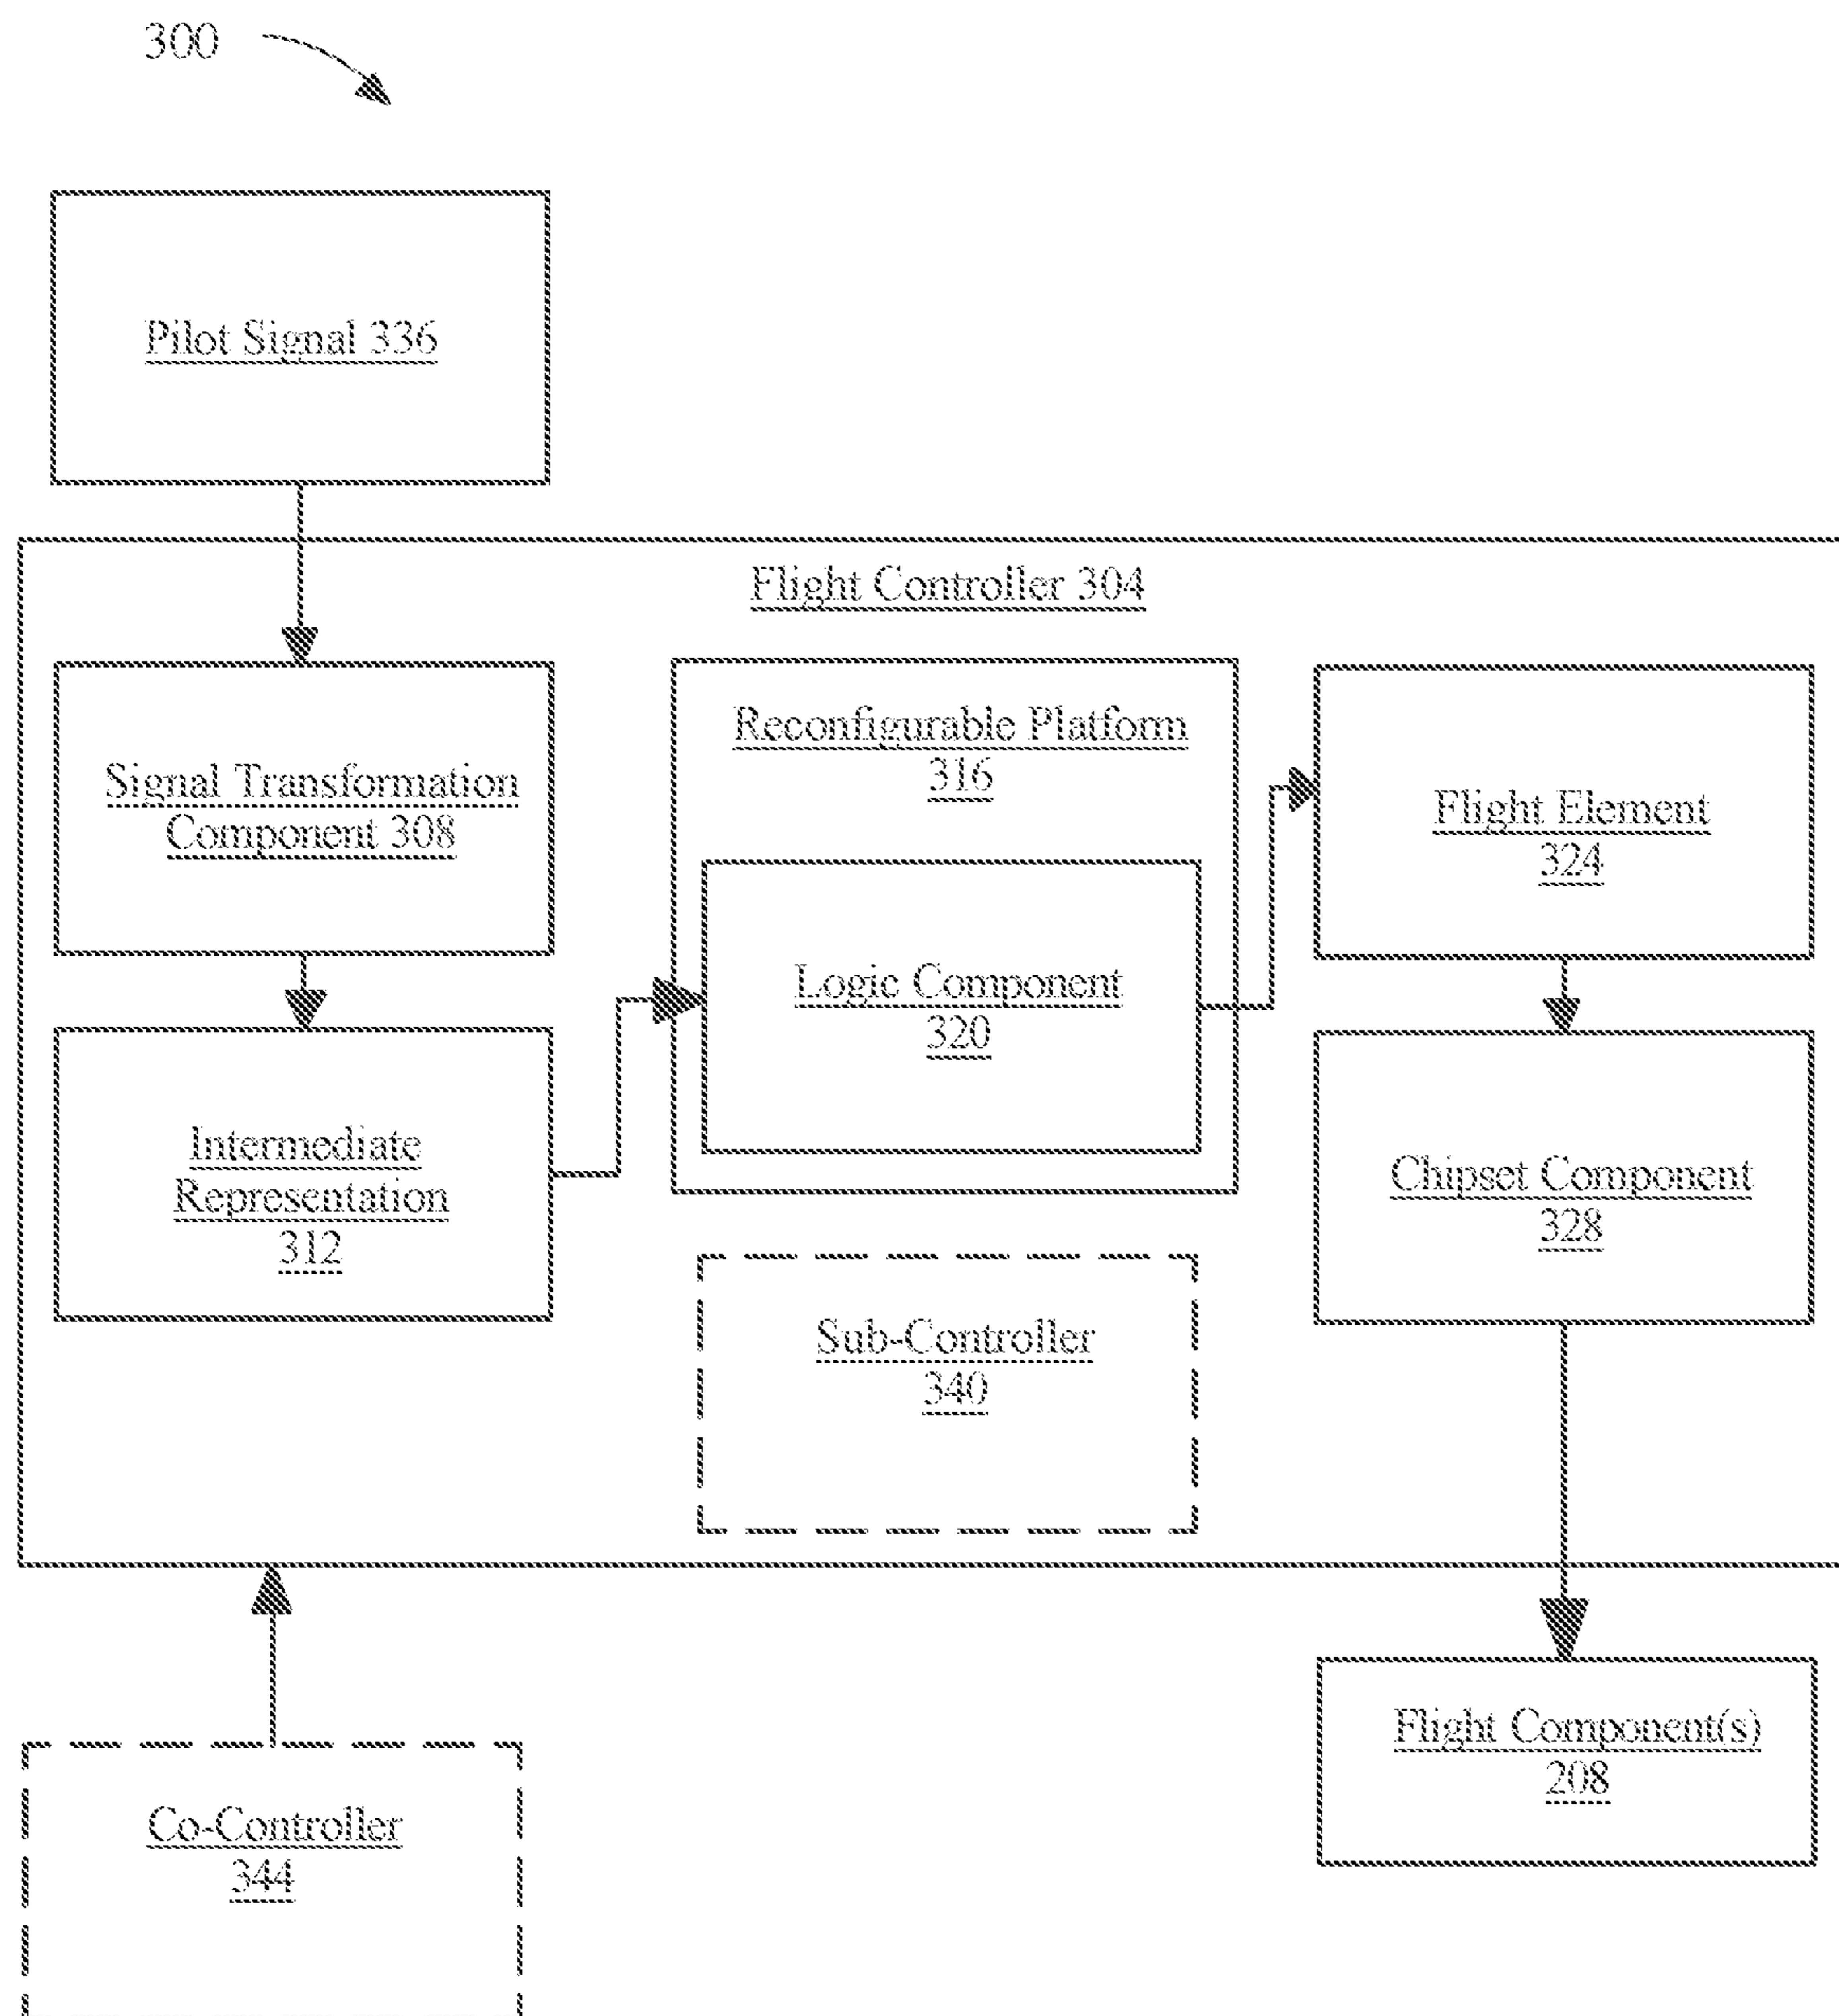 300
Pilot Signal 336
Flight Controller 304
Signal Transformation
Component 308
Reconfigurable Platform
316
Flight Element
324
Logic Component
320
Intermediate
Representation
312
Chipset Component
328
Sub-Controller
340
Flight Component(s)
208
Co-Controller
344